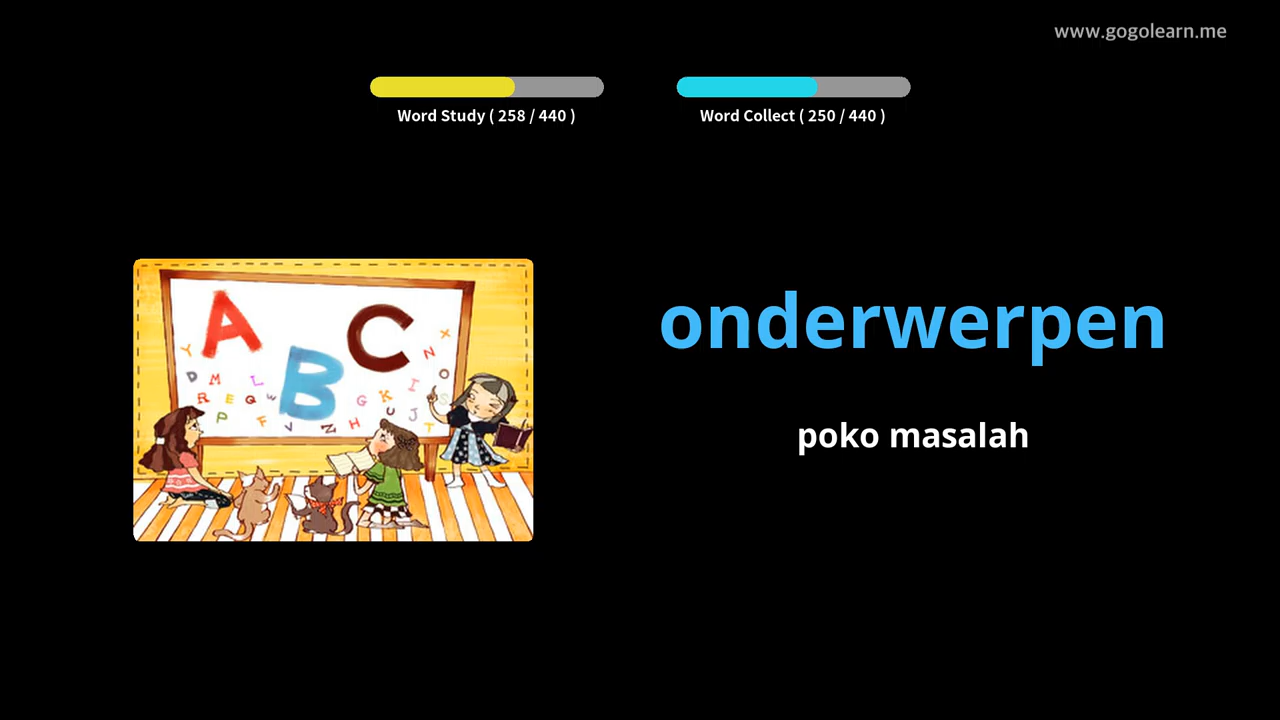 www.gogolearn.me
Word Study ( 258 / 440 )
Word Collect ( 250 / 440 )
A
B
C
X
Y
N
D
M
L
O
R
E
Q
W
G
K
I
S
P
F
V
Z
H
U
J
T
onderwerpen
poko masalah